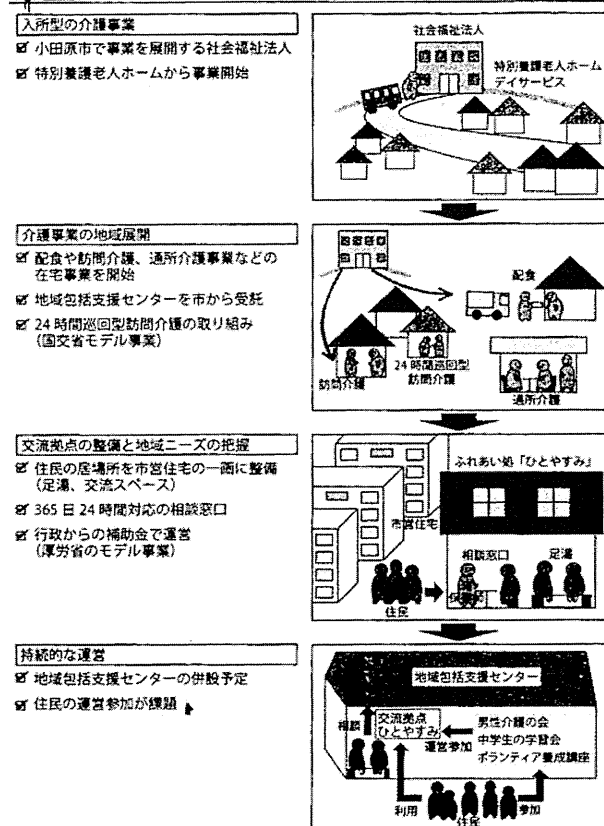 入所型の介護事業
小田原市で事業を展開する社会福祉法人
特別養護老人ホームから事業開始
社会福祉法人
特別養護老人ホーム
デイサービス
介護事業の地域展開
配食や訪問介護、通所介護事業などの
在宅事業を開始
地域包括支援センターを市から受託
24時間巡回型訪問介護の取り組み
(国交省モデル事業)
配食
訪問介護
24時間巡回型
訪問介護
通所介護
交流拠点の整備と地域ニーズの把握
住民の居場所を市営住宅の一画に整備
(足湯、交流スペース)
365日24時間対応の相談窓口
行政からの補助金で運営
(厚労省のモデル事業)
ふれあい処「ひとやすみ」
市営住宅
相談窓口
足湯
住民
持続的な運営
地域包括支援センターの併設予定
住民の運営参加が課題
地域包括支援センター
相談
交流拠点
ひとやすみ
運営参加
男性介護の会
中学生の学習会
ボランティア養成講座
利用
参加
住民